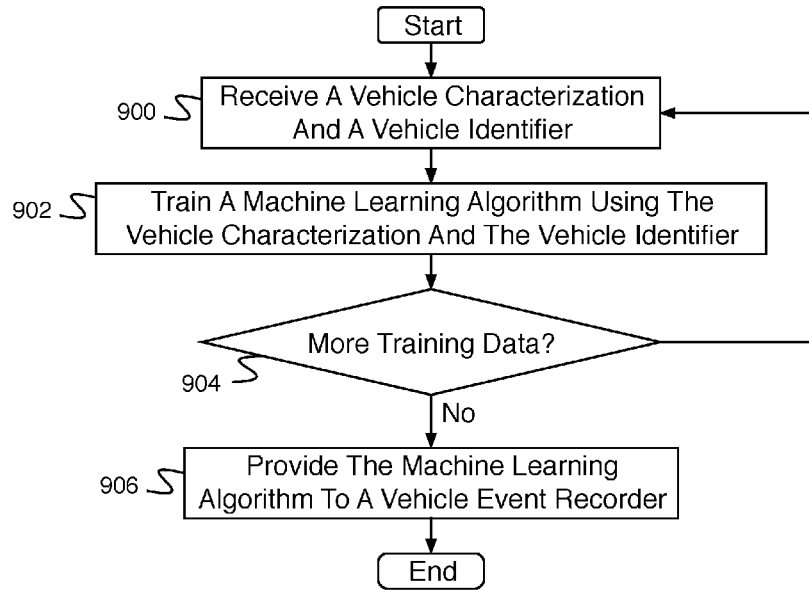 Start
900
Receive A Vehicle Characterization
And A Vehicle Identifier
902
Train A Machine Learning Algorithm Using The
Vehicle Characterization And The Vehicle Identifier
More Training Data?
904
No
906
Provide The Machine Learning
Algorithm To A Vehicle Event Recorder
End